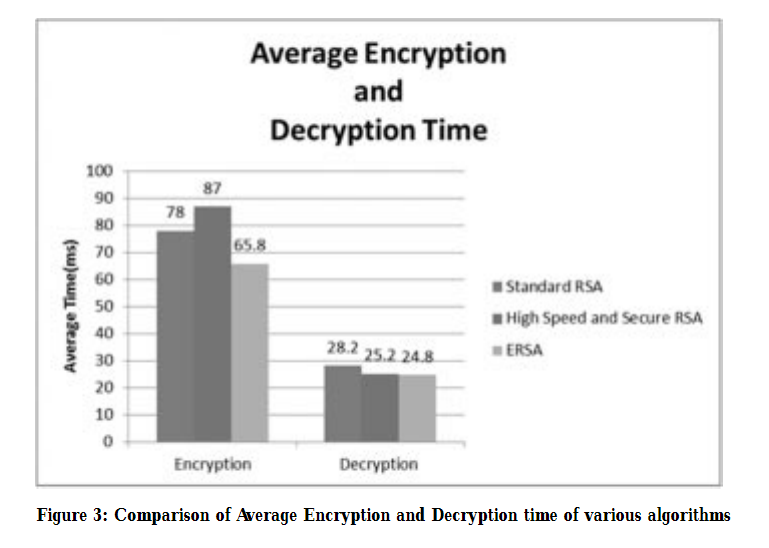 Average Encryption
and
Decryption Time
100
90
80
70
60
50
40
30
20
10
0
Average Time(ms)
78
87
65.8
28.2
25.2
24.8
Encryption
Decryption
Standard RSA
High Speed and Secure RSA
ERSA
Figure 3: Comparison of Average Encryption and Decryption time of various algorithms